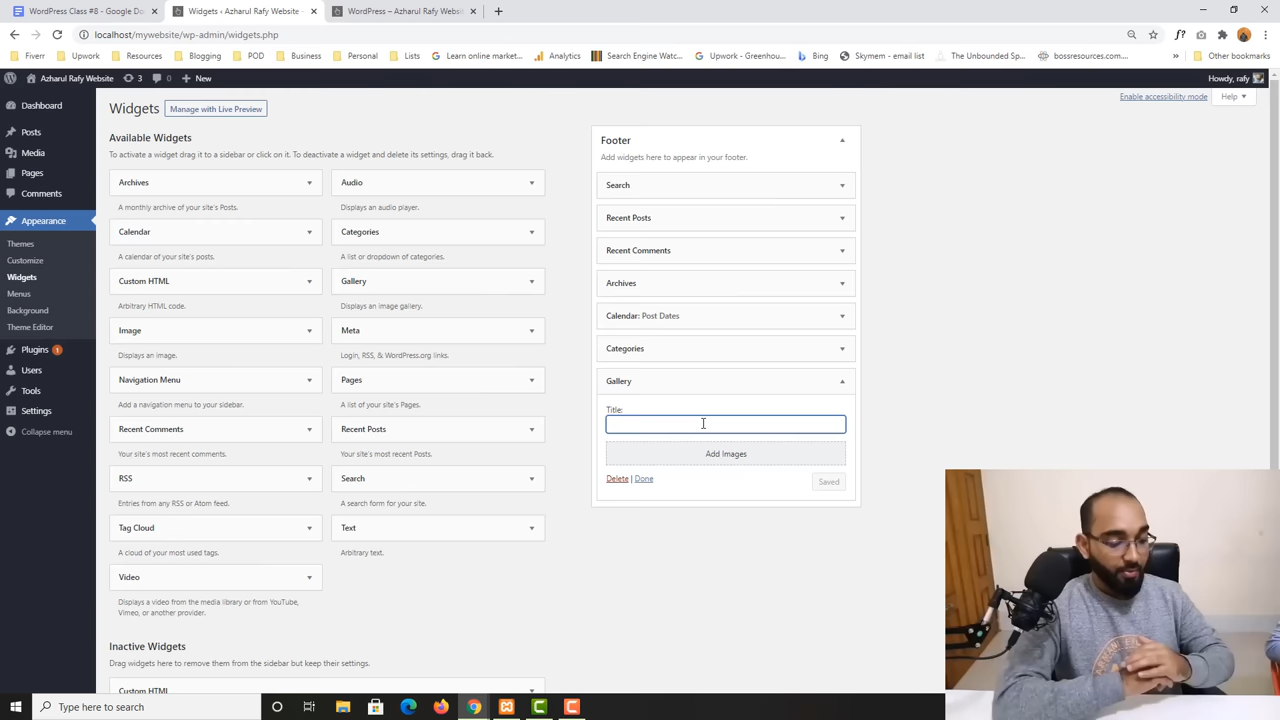 WordPress Class #8 - Google Doc
Widgets ‹ Azharul Rafy Website
WordPress – Azharul Rafy Website
localhost/mywebsite/wp-admin/widgets.php
Fiverr
Upwork
Resources
Blogging
POD
Business
Personal
Lists
Learn online market...
Analytics
Search Engine Watc...
Upwork - Greenhou...
Bing
Skymem - email list
The Unbounded Sp...
bossresources.com...
»
Other bookmarks
Azharul Rafy Website
3
0
New
Howdy, rafy
Dashboard
Posts
Media
Pages
Comments
Appearance
Themes
Customize
Widgets
Menus
Background
Theme Editor
Plugins 1
Users
Tools
Settings
Collapse menu
Enable accessibility mode
Help
Widgets
Manage with Live Preview
Available Widgets
To activate a widget drag it to a sidebar or click on it. To deactivate a widget and delete its settings, drag it back.
Archives
A monthly archive of your site's Posts.
Audio
Displays an audio player.
Calendar
A calendar of your site's posts.
Categories
A list or dropdown of categories.
Custom HTML
Arbitrary HTML code.
Gallery
Displays an image gallery.
Image
Displays an image.
Meta
Login, RSS, & WordPress.org links.
Navigation Menu
Add a navigation menu to your sidebar.
Pages
A list of your site's Pages.
Recent Comments
Your site's most recent comments.
Recent Posts
Your site's most recent Posts.
RSS
Entries from any RSS or Atom feed.
Search
A search form for your site.
Tag Cloud
A cloud of your most used tags.
Text
Arbitrary text.
Video
Displays a video from the media library or from YouTube,
Vimeo, or another provider.
Inactive Widgets
Drag widgets here to remove them from the sidebar but keep their settings.
Custom HTML
Footer
Add widgets here to appear in your footer.
Search
Recent Posts
Recent Comments
Archives
Calendar: Post Dates
Categories
Gallery
Title:
Add Images
Delete | Done
Saved
Type here to search